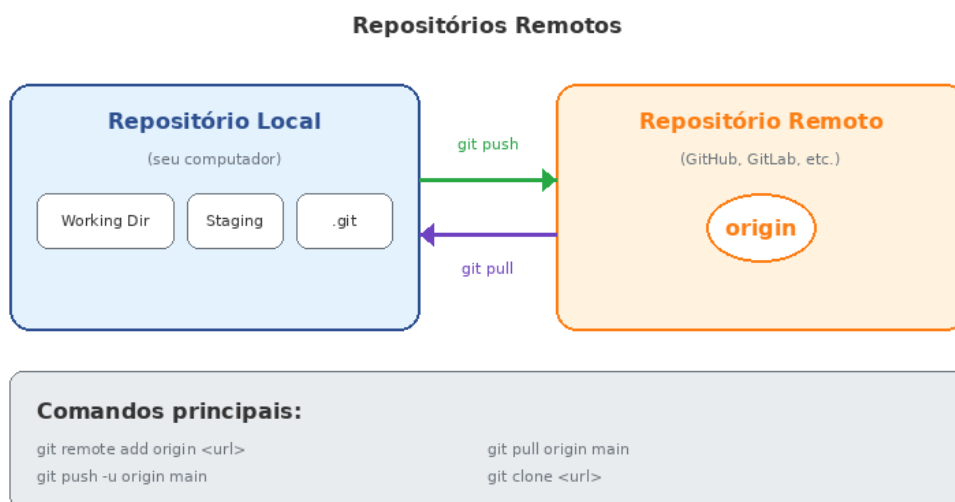 Repositórios Remotos
Repositório Local
(seu computador)
Working Dir
Staging
.git
git push
git pull
Repositório Remoto
(GitHub, GitLab, etc.)
origin
Comandos principais:
git remote add origin <url>
git push -u origin main
git pull origin main
git clone <url>